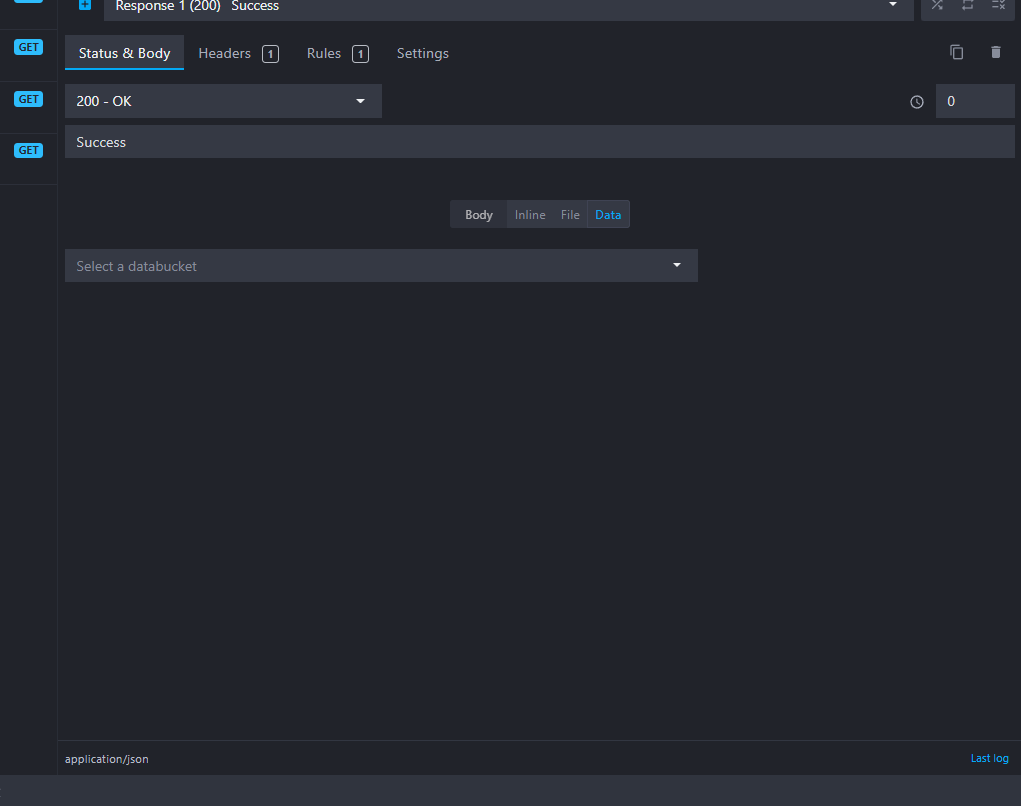 Response 1 (200) Success
GET
Status & Body Headers 1 Rules 1 Settings
GET
200 - OK 0
Success
GET
Body Inline File Data
Select a databucket
application/json Last log